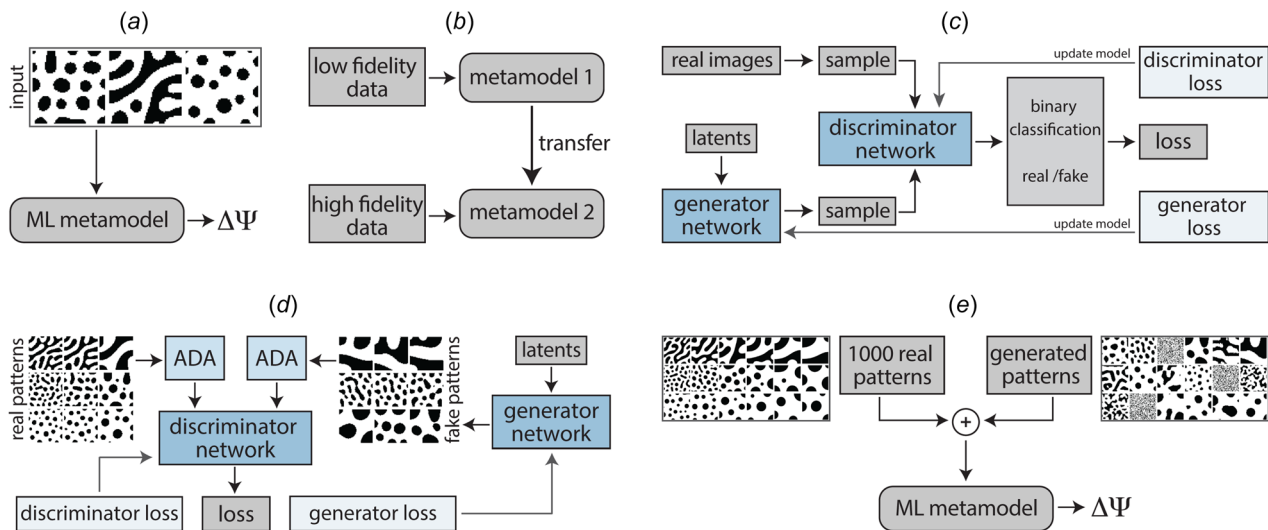 (a)
input
ML metamodel
ΔΨ
(b)
low fidelity
data
metamodel 1
transfer
high fidelity
data
metamodel 2
(c)
real images
sample
update model
discriminator
loss
latents
discriminator
network
binary
classification
real /fake
loss
generator
network
sample
update model
generator
loss
(d)
real patterns
ADA
ADA
fake patterns
latents
discriminator
network
generator
network
discriminator loss
loss
generator loss
(e)
1000 real
patterns
generated
patterns
+
ML metamodel
ΔΨ